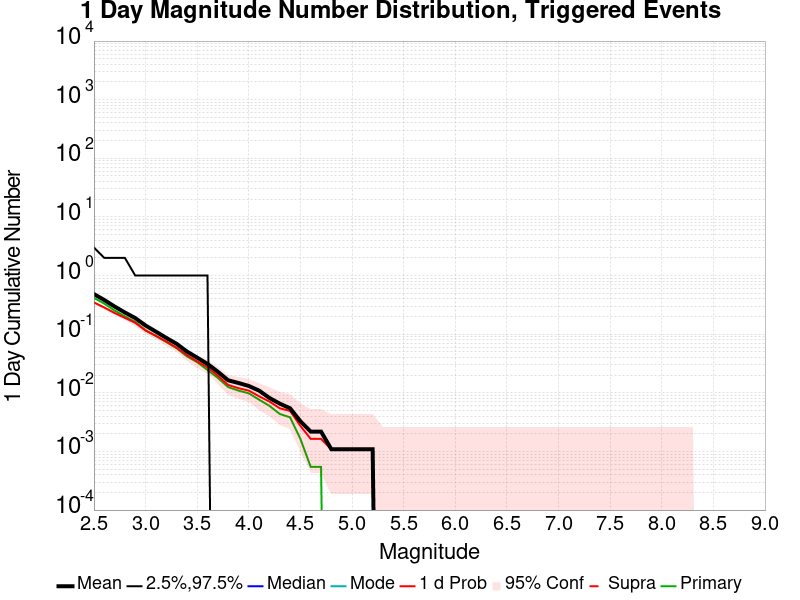 1 Day Magnitude Number Distribution, Triggered Events
1 Day Cumulative Number
10^4
10^3
10^2
10^1
10^0
10^-1
10^-2
10^-3
10^-4
2.5 3.0 3.5 4.0 4.5 5.0 5.5 6.0 6.5 7.0 7.5 8.0 8.5 9.0
Magnitude
Mean 2.5%,97.5% Median Mode 1 d Prob 95% Conf Supra Primary